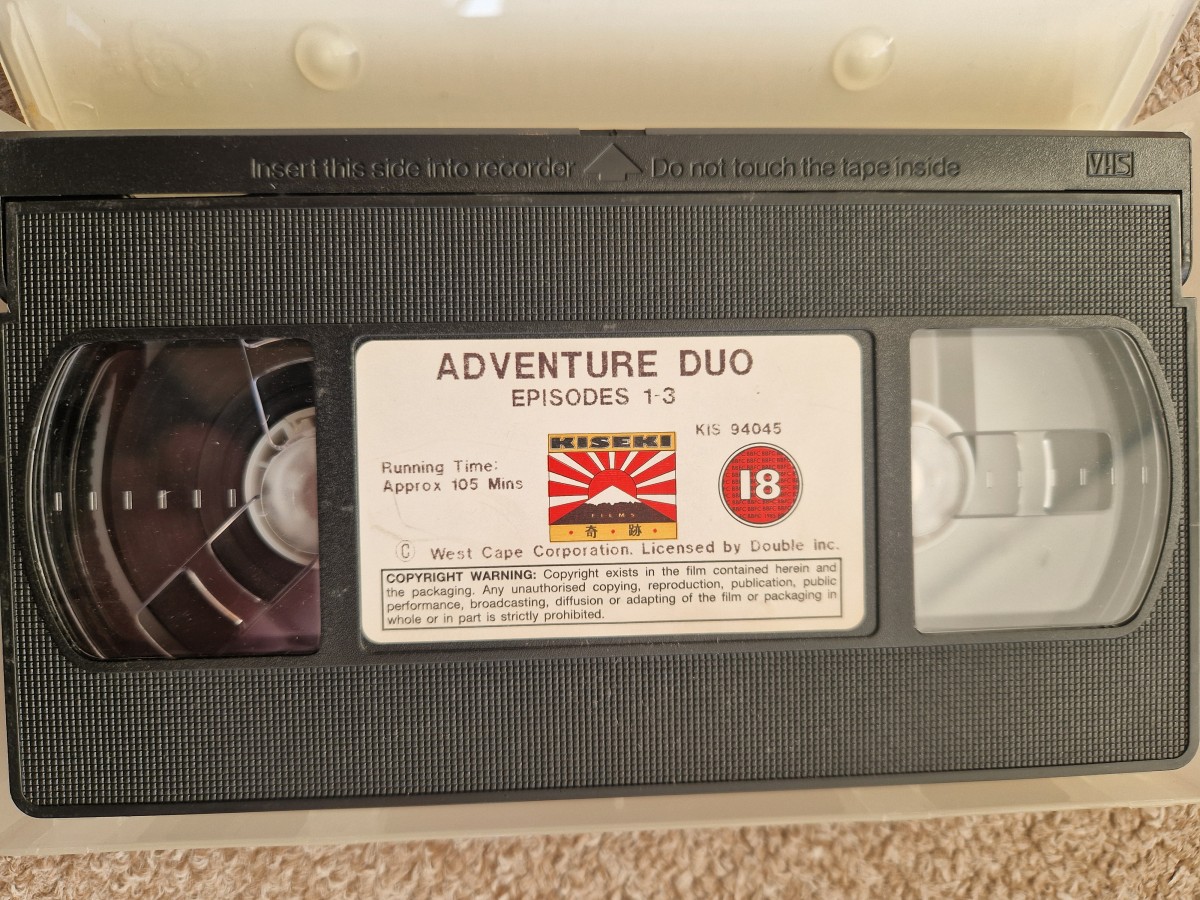 Insert this side into recorder Do not touch the tape inside VHS
ADVENTURE DUO
EPISODES 1-3
KIS 94045
KISEKI
FILMS
奇 · 跡
Running Time:
Approx 105 Mins
18
© West Cape Corporation. Licensed by Double Inc.
COPYRIGHT WARNING: Copyright exists in the film contained herein and
the packaging. Any unauthorised copying, reproduction, publication, public
performance, broadcasting, diffusion or adapting of the film or packaging in
whole or in part is strictly prohibited.